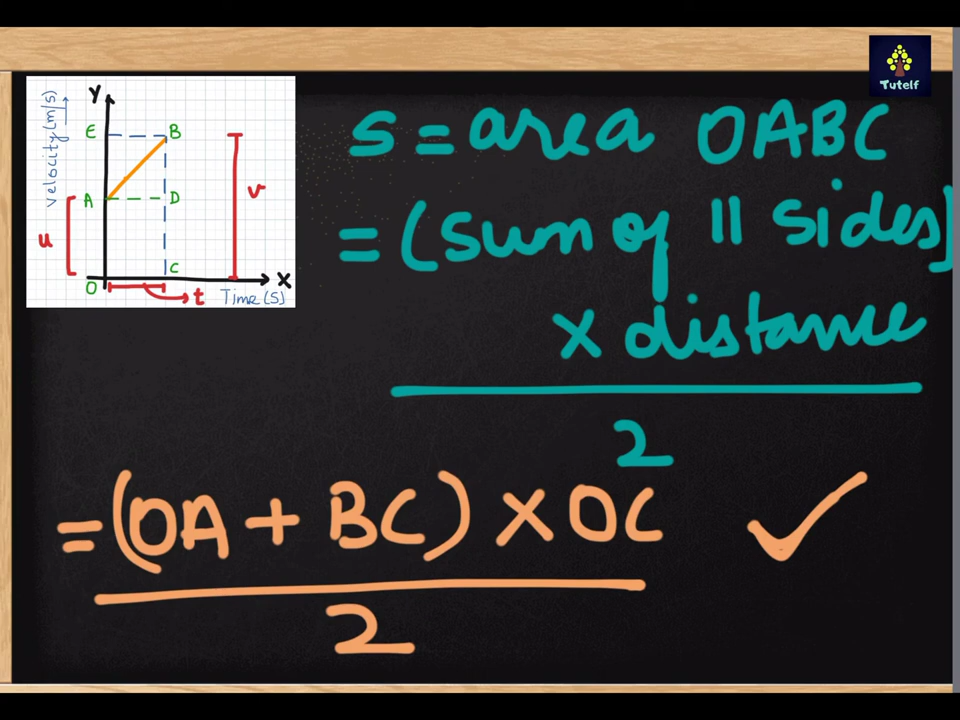 Tutelf
Y
Velocity(m/s)
E
B
A
D
v
u
C
O
X
t
Time(s)
s = area OABC
= (sum of || sides)
x distance
2
= (OA + BC) X OC
2